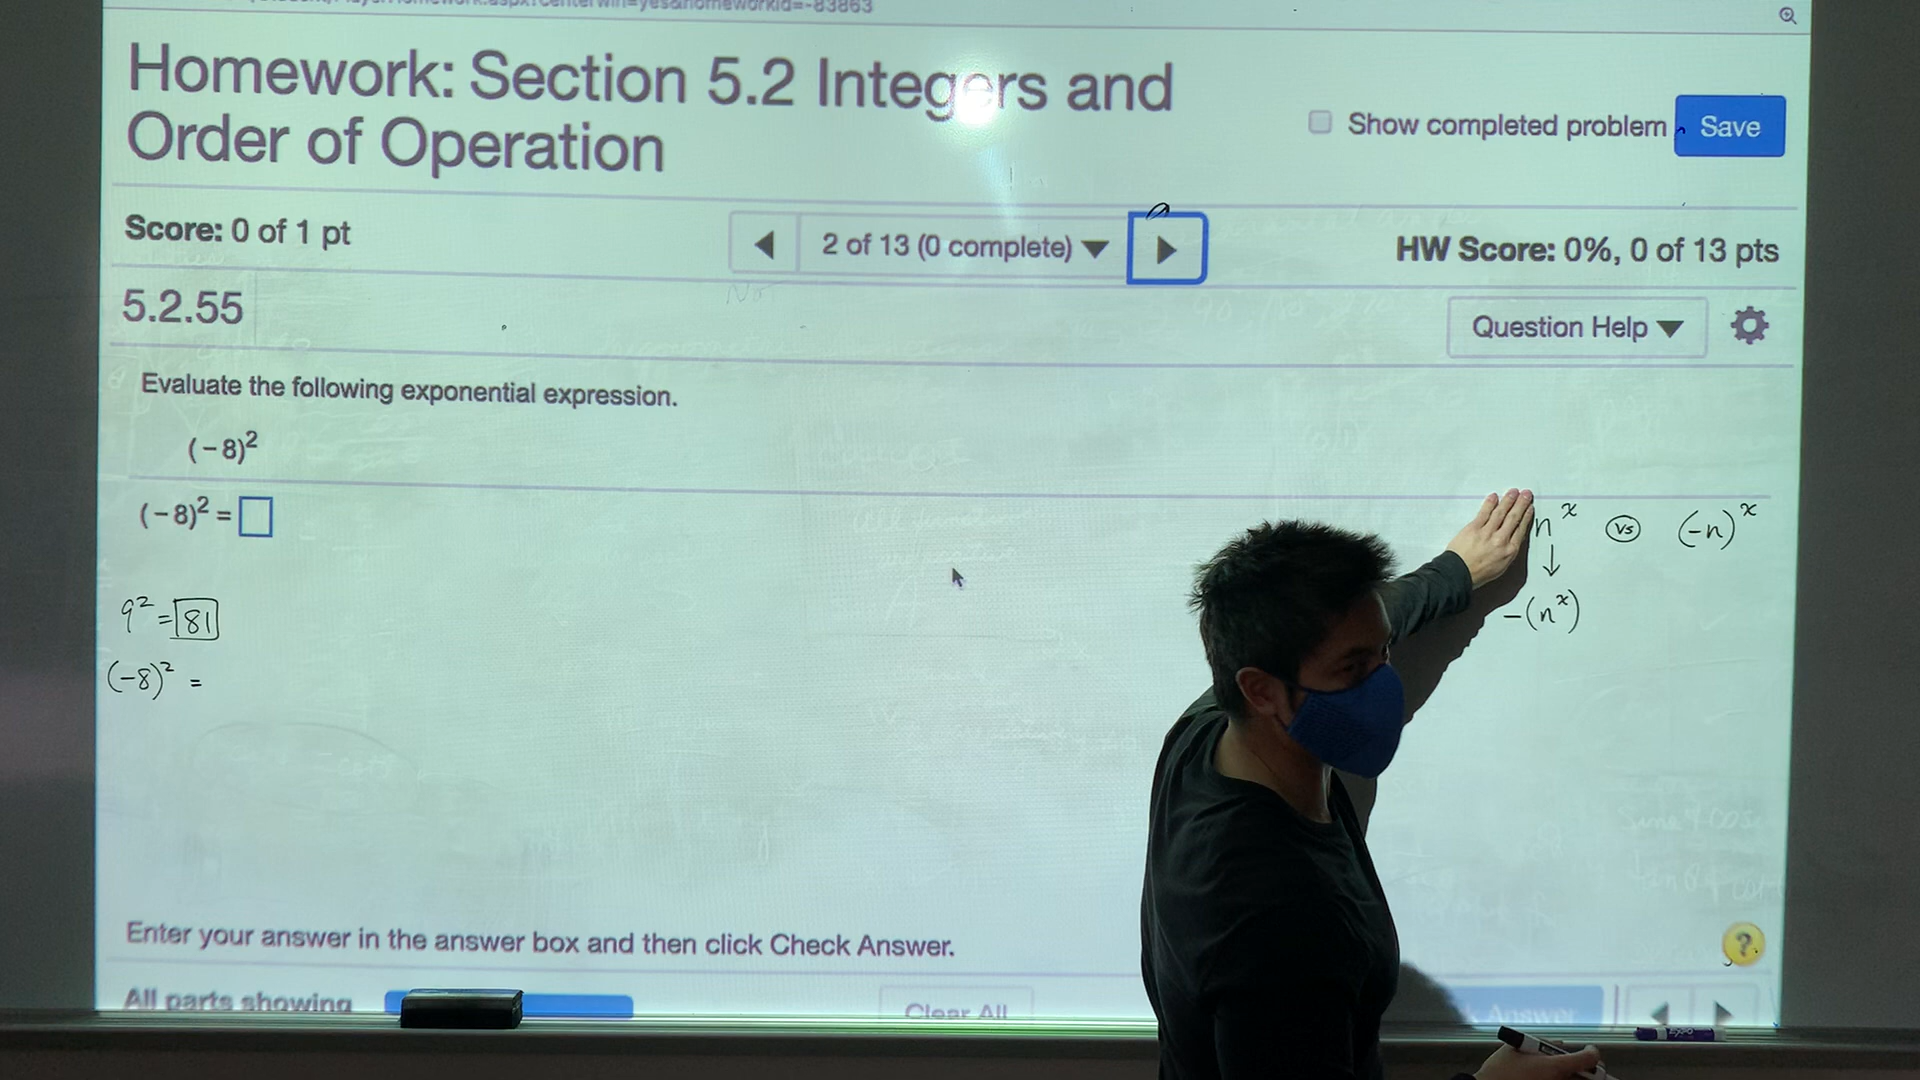 Homework: Section 5.2 Integers and
Order of Operation
Show completed problem
Save
Score: 0 of 1 pt
2 of 13 (0 complete)
HW Score: 0%, 0 of 13 pts
5.2.55
Question Help
Evaluate the following exponential expression.
(-8)²
(-8)² =
n^x vs (-n)^x
↓
-(n^x)
9² = 81
(-8)² =
Enter your answer in the answer box and then click Check Answer.
?
All parts showing
Clear All
Answer
EXPO